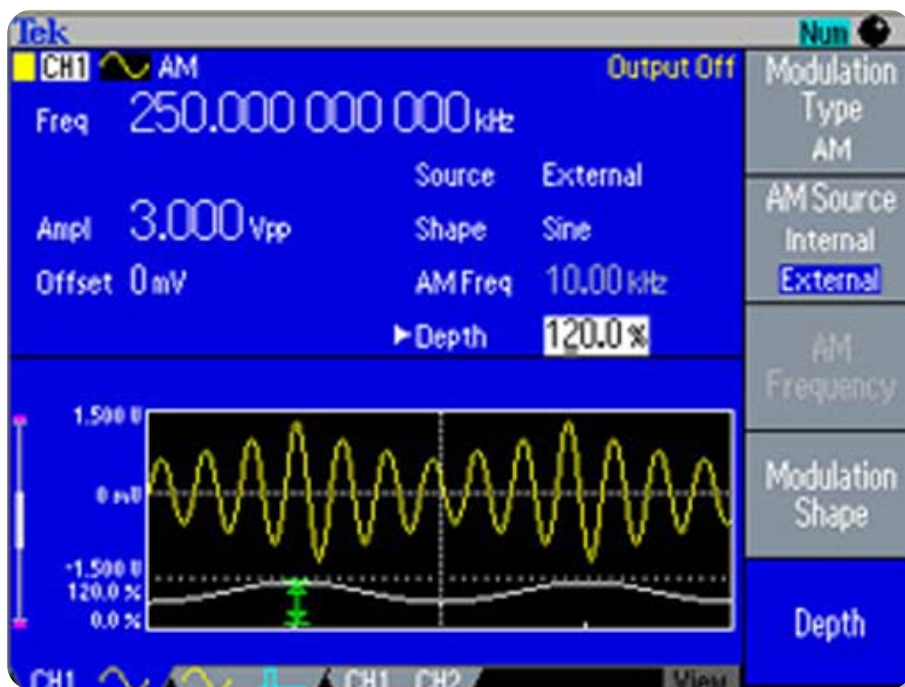 Tek
Num
CH1 AM
Output Off
Freq 250.000 000 000 kHz
Source External
Ampl 3.000 Vpp
Shape Sine
Offset 0 mV
AM Freq 10.00 kHz
Depth 120.0 %
1.500 V
0 mV
-1.500 V
120.0 %
0.0 %
CH1
CH1 CH2
View
Modulation
Type
AM
AM Source
Internal
External
AM
Frequency
Modulation
Shape
Depth